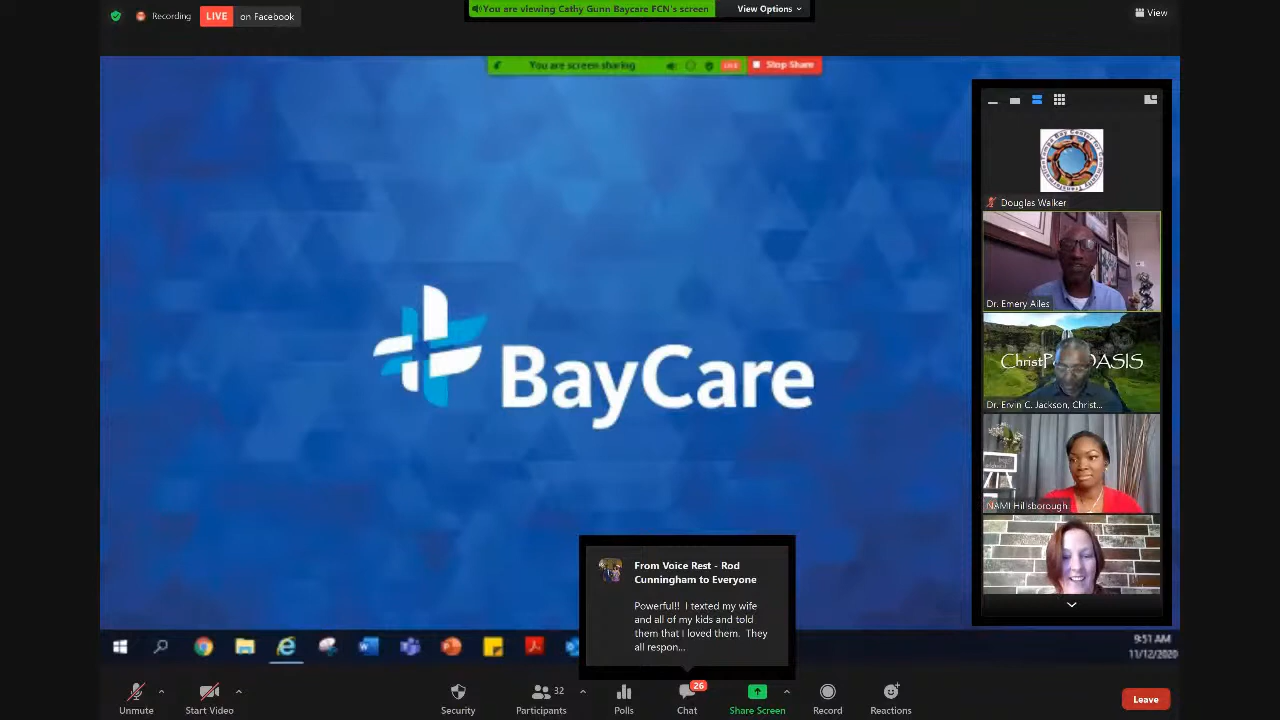 Recording
LIVE on Facebook
You are viewing Cathy Gunn Baycare FCN's screen
View Options
View
You are screen sharing
LIVE
Stop Share
BayCare
Douglas Walker
Dr. Emery Ailes
ChristP OASIS
Dr. Ervin C. Jackson, Christ...
NAMI Hillsborough
From Voice Rest - Rod
Cunningham to Everyone
Powerful!! I texted my wife
and all of my kids and told
them that I loved them. They
all respon...
9:51 AM
11/12/2020
Unmute
Start Video
Security
32
Participants
Polls
26
Chat
Share Screen
Record
Reactions
Leave